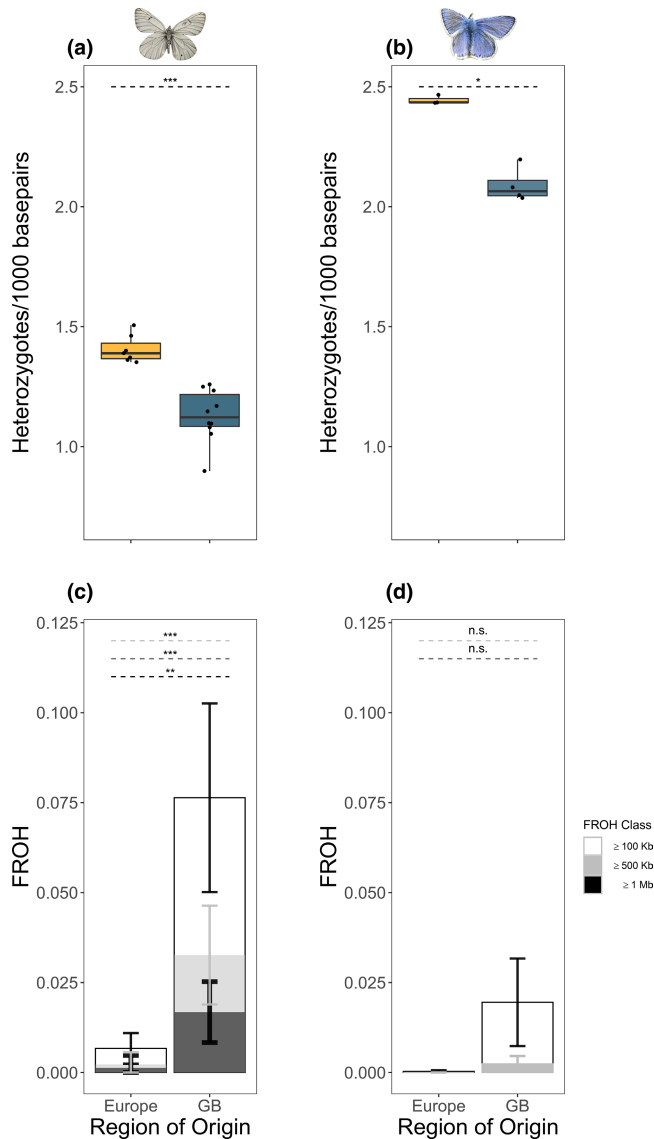 (a)
(b)
Heterozygotes/1000 basepairs
2.5
2.0
1.5
1.0
***
Heterozygotes/1000 basepairs
2.5
2.0
1.5
1.0
*
(c)
(d)
FROH
0.125
0.100
0.075
0.050
0.025
0.000
***
***
**
Europe
GB
Region of Origin
FROH
0.125
0.100
0.075
0.050
0.025
0.000
n.s.
n.s.
Europe
GB
Region of Origin
FROH Class
≥ 100 Kb
≥ 500 Kb
≥ 1 Mb